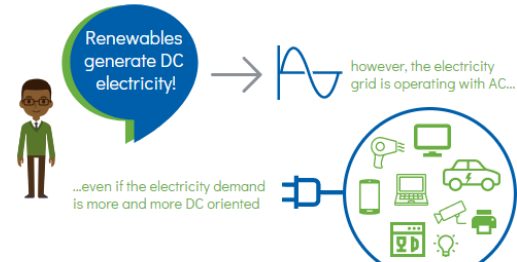 Renewables
generate DC
electricity!
however, the electricity
grid is operating with AC...
...even if the electricity demand
is more and more DC oriented